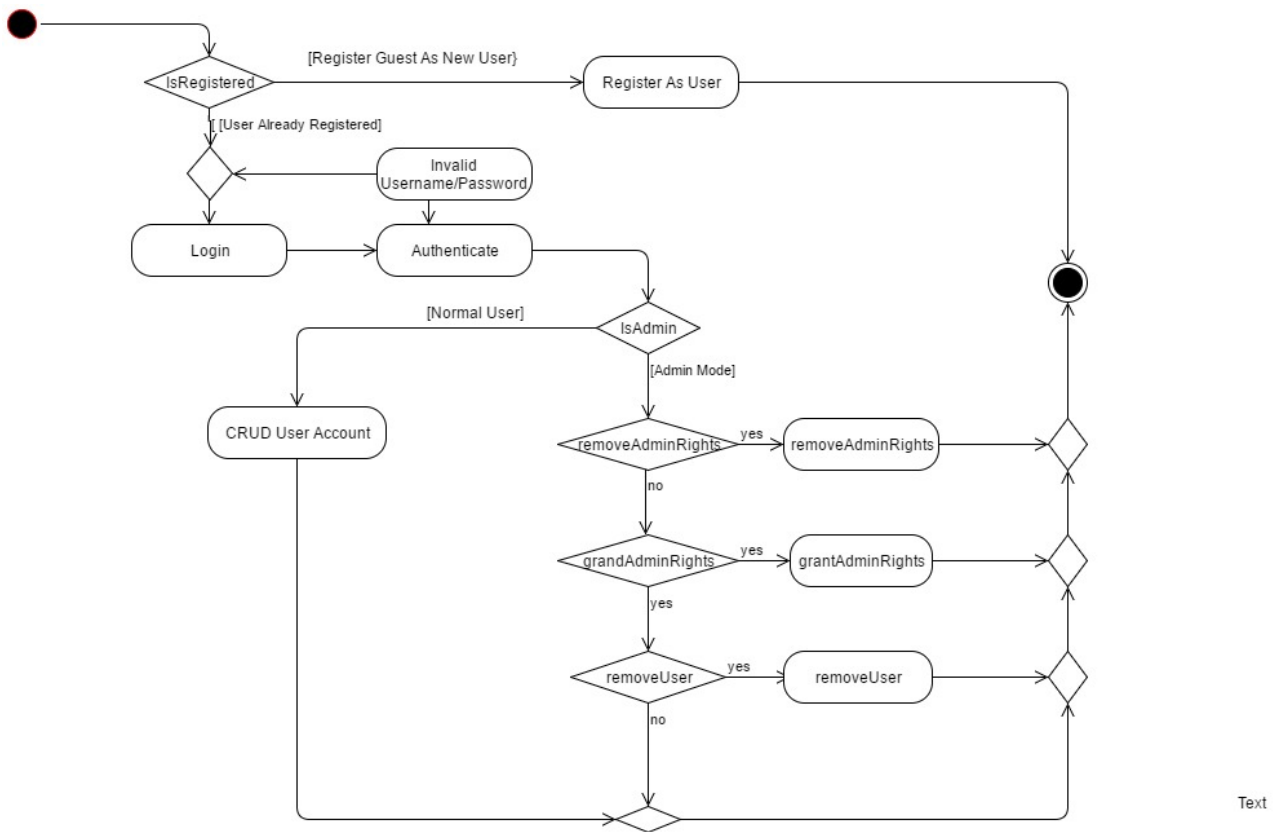 [Register Guest As New User}
IsRegistered
Register As User
[ [User Already Registered]
Invalid
Username/Password
Login
Authenticate
[Normal User]
IsAdmin
[Admin Mode]
CRUD User Account
removeAdminRights
yes
removeAdminRights
no
grandAdminRights
yes
grantAdminRights
yes
removeUser
yes
removeUser
no
Text